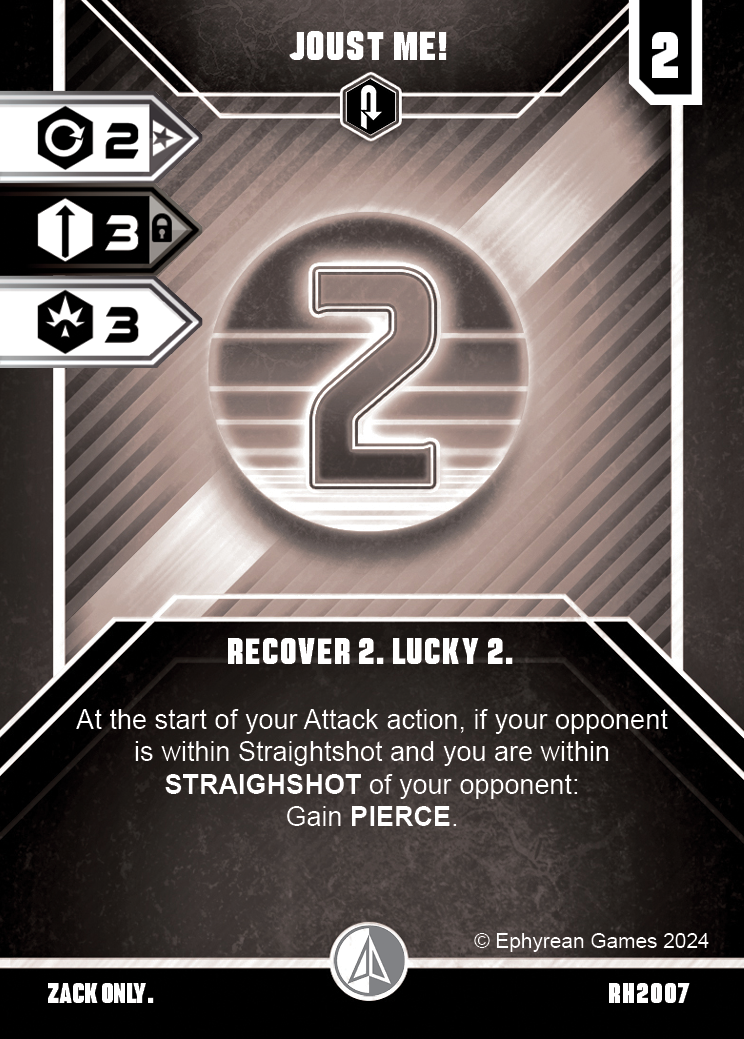 JOUST ME!
2
2
3
3
2
RECOVER 2. LUCKY 2.
At the start of your Attack action, if your opponent
is within Straightshot and you are within
STRAIGHSHOT of your opponent:
Gain PIERCE.
© Ephyrean Games 2024
ZACK ONLY.
RH2007